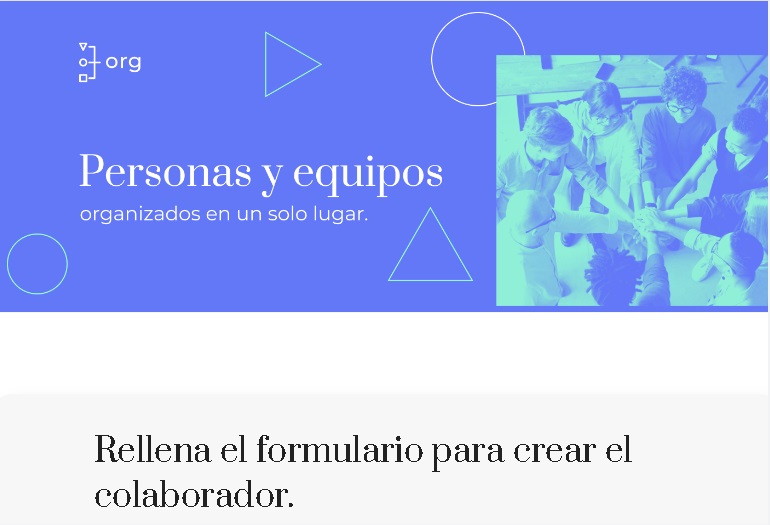 org
Personas y equipos
organizados en un solo lugar.
Rellena el formulario para crear el
colaborador.